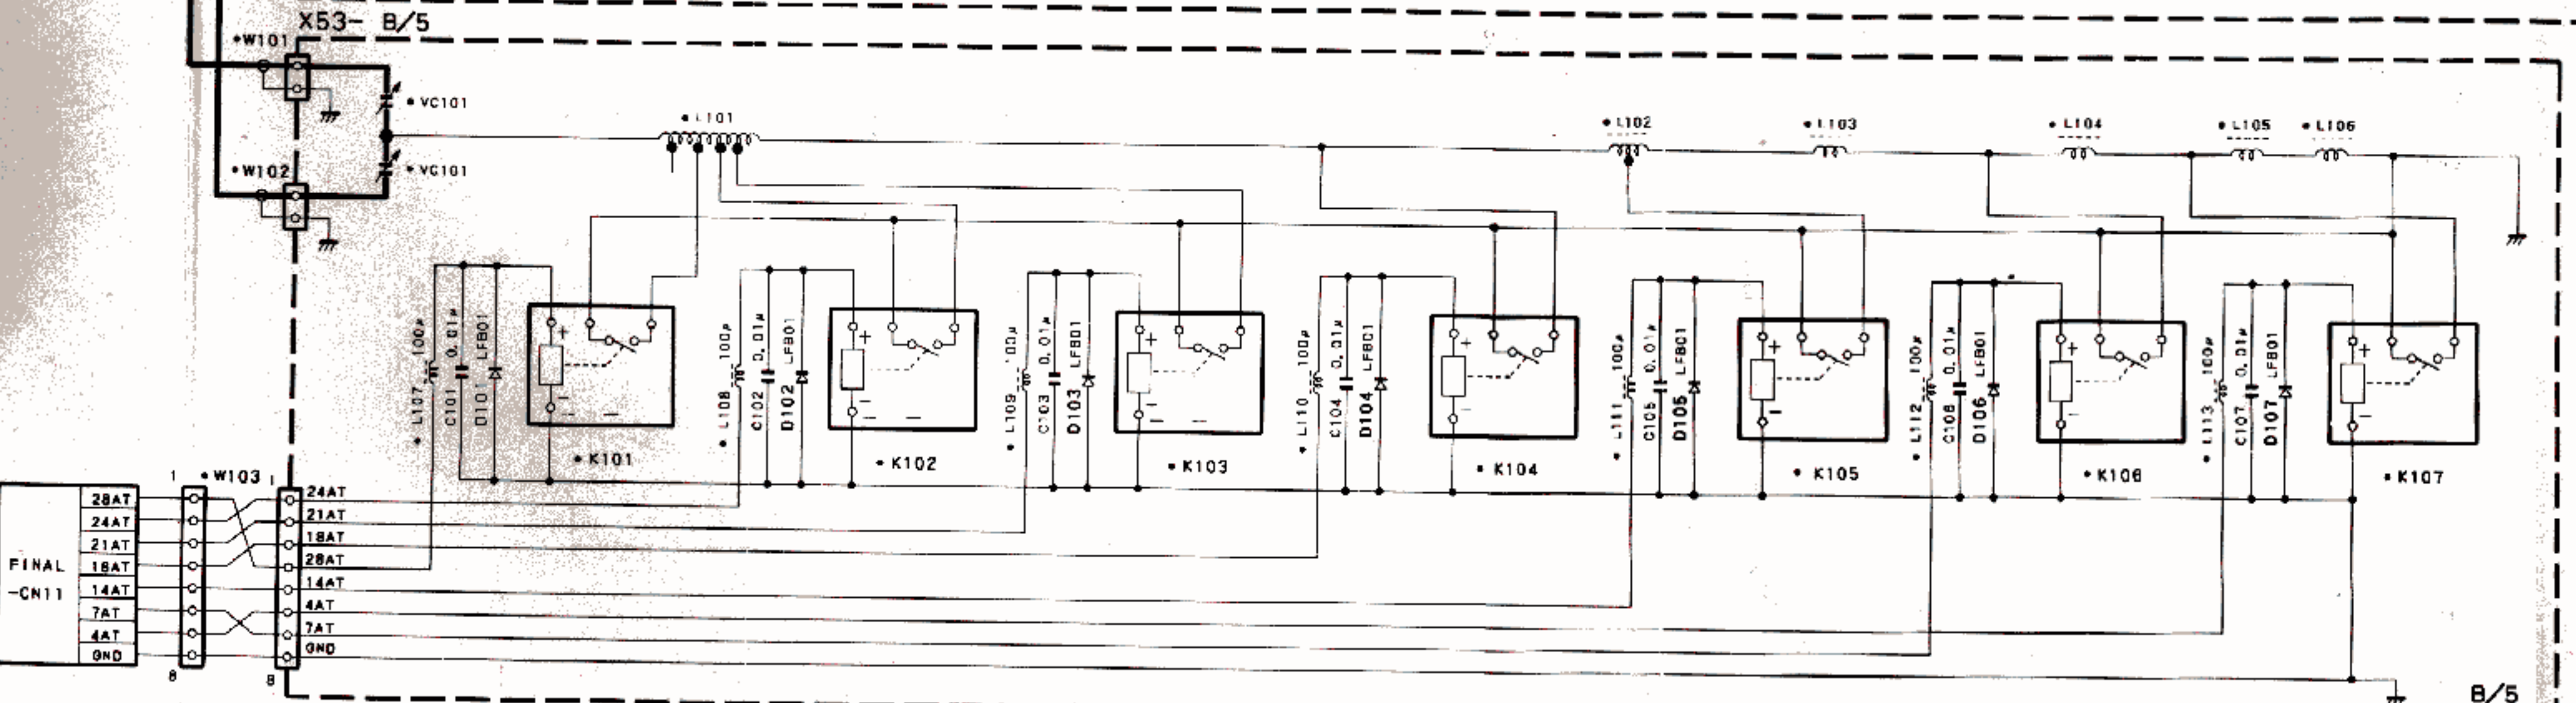 X53- B/5
•W101
• VC101
•W102
• VC101
• L101
• L102
• L103
• L104
• L105
• L106
• L107 100μ
C101 0.01μ
D101 LFB01
• K101
• L108 100μ
C102 0.01μ
D102 LFB01
• K102
• L109 100μ
C103 0.01μ
D103 LFB01
• K103
• L110 100μ
C104 0.01μ
D104 LFB01
• K104
• L111 100μ
C105 0.01μ
D105 LFB01
• K105
• L112 100μ
C106 0.01μ
D106 LFB01
• K106
• L113 100μ
C107 0.01μ
D107 LFB01
• K107
FINAL
-CN11
28AT
24AT
21AT
18AT
14AT
7AT
4AT
GND
1
8
•W103
1
8
24AT
21AT
18AT
28AT
14AT
4AT
7AT
GND
B/5